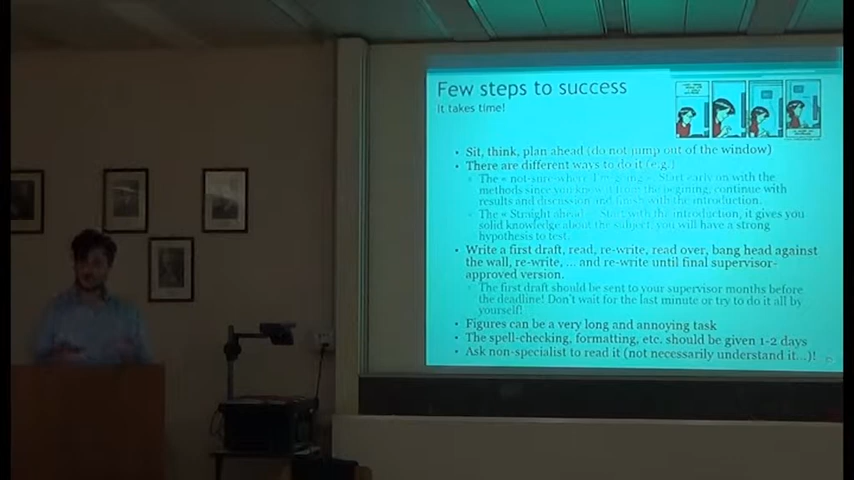 Few steps to success
It takes time!
• Sit, think, plan ahead (do not jump out of the window)
• There are different ways to do it (e.g.)
The « not-sure-where-I'm-going » Start early on with the
methods since you know it from the begining, continue with
results and discussion and finish with the introduction.
The « Straight ahead » Start with the introduction, it gives you
solid knowledge about the subject, you will have a strong
hypothesis to test.
• Write a first draft, read, re-write, read over, bang head against
the wall, re-write, ... and re-write until final supervisor-
approved version.
The first draft should be sent to your supervisor months before
the deadline! Don't wait for the last minute or try to do it all by
yourself!
• Figures can be a very long and annoying task
• The spell-checking, formatting, etc. should be given 1-2 days
• Ask non-specialist to read it (not necessarily understand it...)!